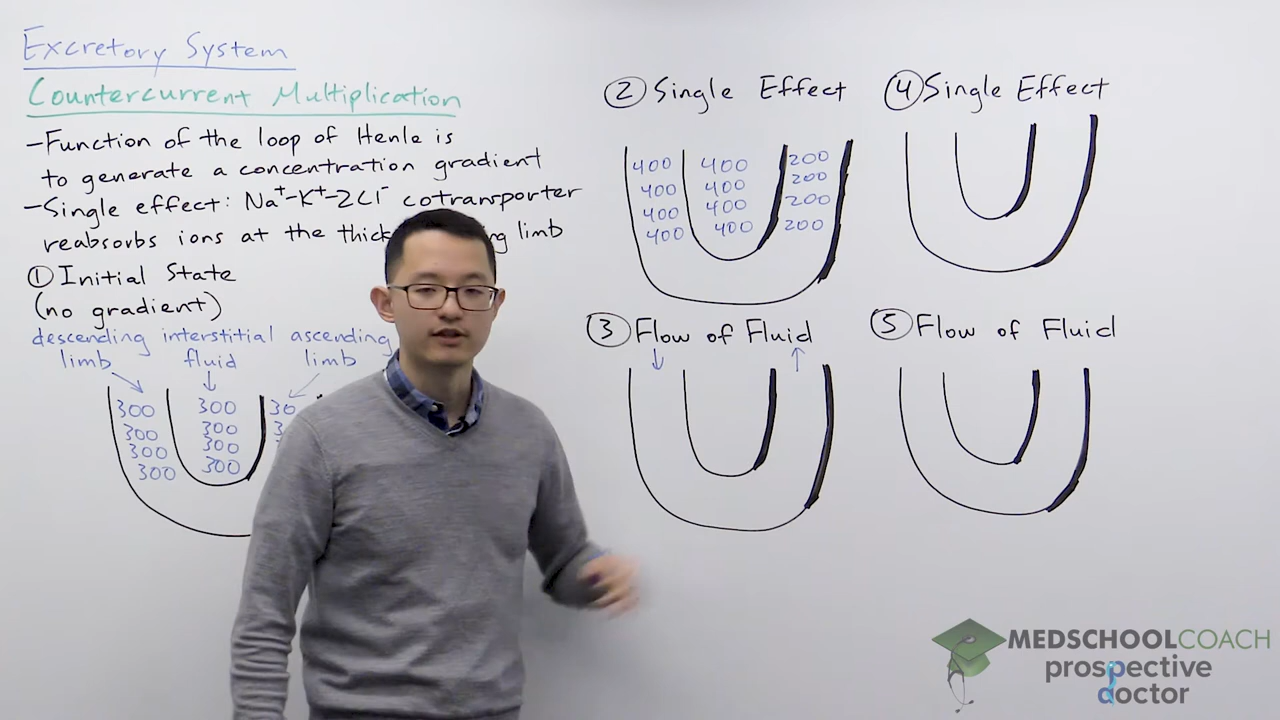 Excretory System
Countercurrent Multiplication
-Function of the loop of Henle is
to generate a concentration gradient
-Single effect: Na⁺-K⁺-2Cl⁻ cotransporter
reabsorbs ions at the thick limb
① Initial State
(no gradient)
descending interstitial ascending
limb fluid limb
300 300 30
300 300 3
300 300
300 300
② Single Effect
400 400 200
400 400 200
400 400 200
400 400 200
③ Flow of Fluid
④ Single Effect
⑤ Flow of Fluid
MEDSCHOOLCOACH
prospective
doctor